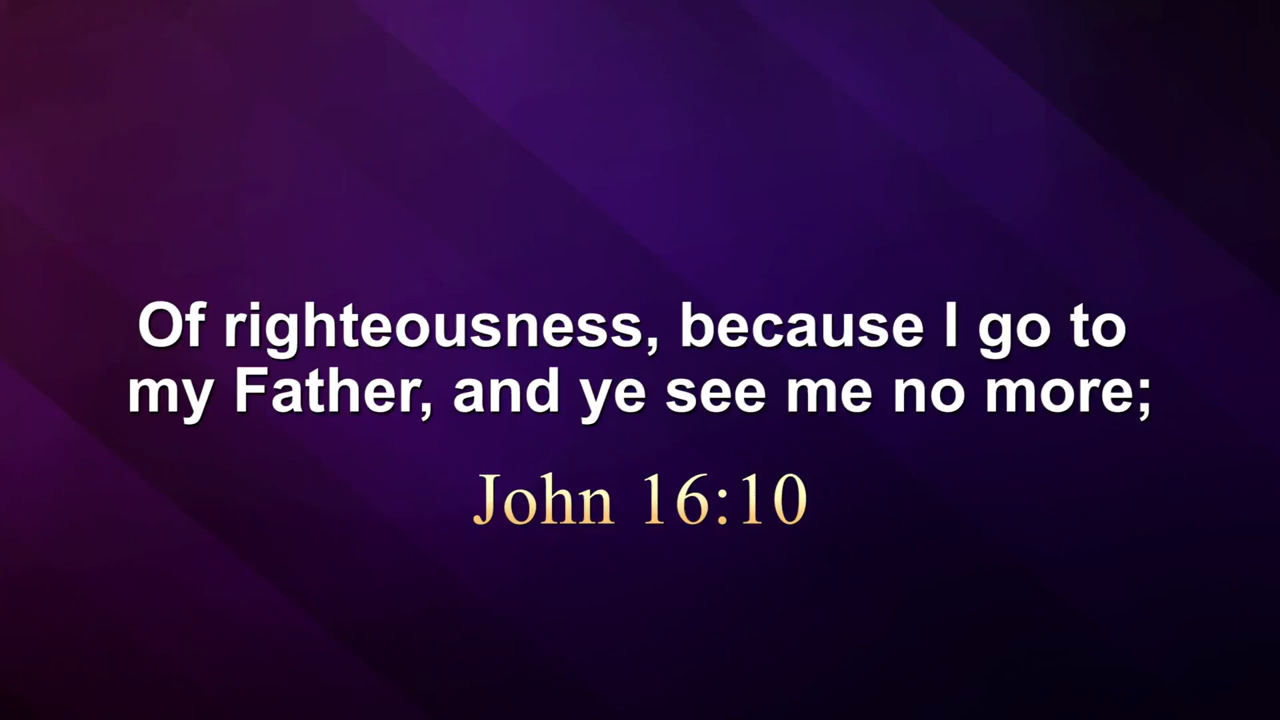 Of righteousness, because I go to
my Father, and ye see me no more;
John 16:10